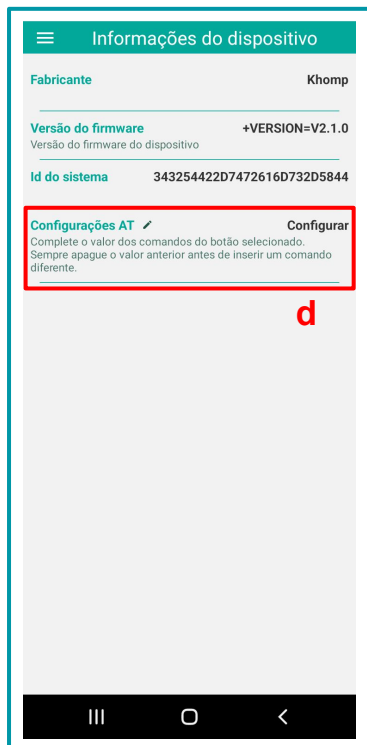 Informações do dispositivo
Fabricante Khomp
Versão do firmware +VERSION=V2.1.0
Versão do firmware do dispositivo
Id do sistema 343254422D7472616D732D5844
Configurações AT Configurar
Complete o valor dos comandos do botão selecionado.
Sempre apague o valor anterior antes de inserir um comando
diferente.
d